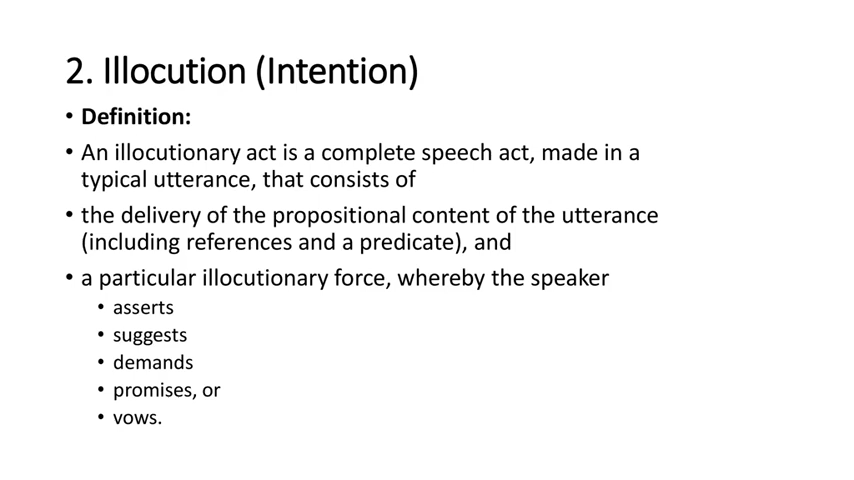 2. Illocution (Intention)
• Definition:
• An illocutionary act is a complete speech act, made in a
typical utterance, that consists of
• the delivery of the propositional content of the utterance
(including references and a predicate), and
• a particular illocutionary force, whereby the speaker
• asserts
• suggests
• demands
• promises, or
• vows.